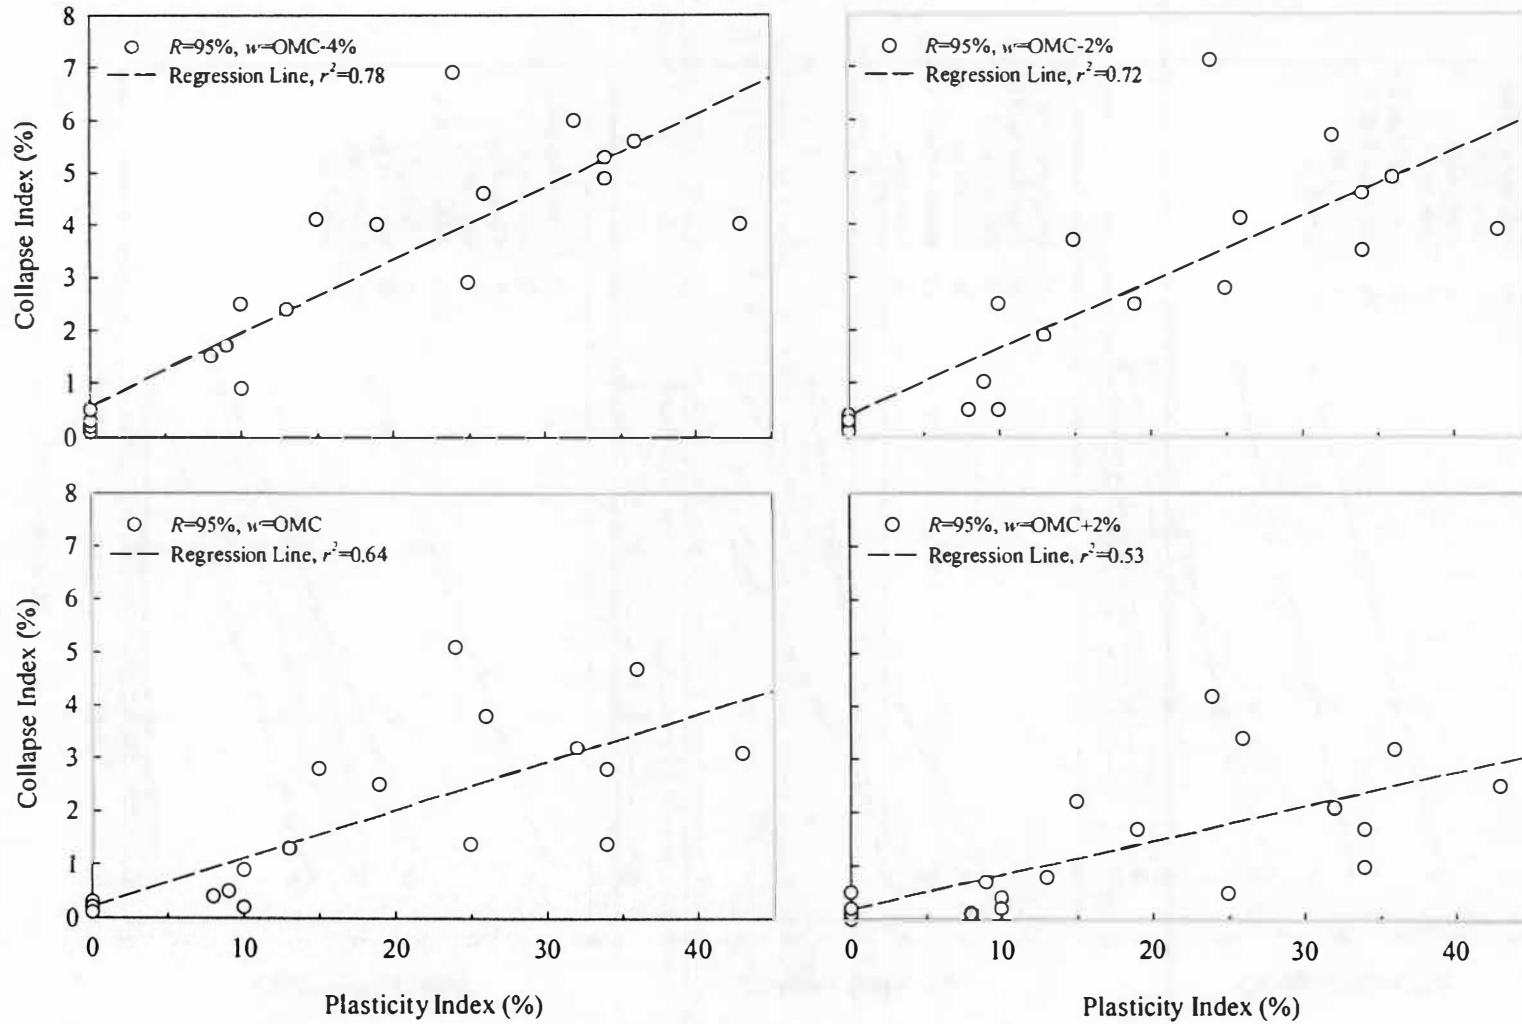 8
7
6
5
4
3
2
1
0
Collapse Index (%)
R=95%, w=OMC-4%
Regression Line, r²=0.78
R=95%, w=OMC-2%
Regression Line, r²=0.72
8
7
6
5
4
3
2
1
0
Collapse Index (%)
R=95%, w=OMC
Regression Line, r²=0.64
0 10 20 30 40
Plasticity Index (%)
R=95%, w=OMC+2%
Regression Line, r²=0.53
0 10 20 30 40
Plasticity Index (%)